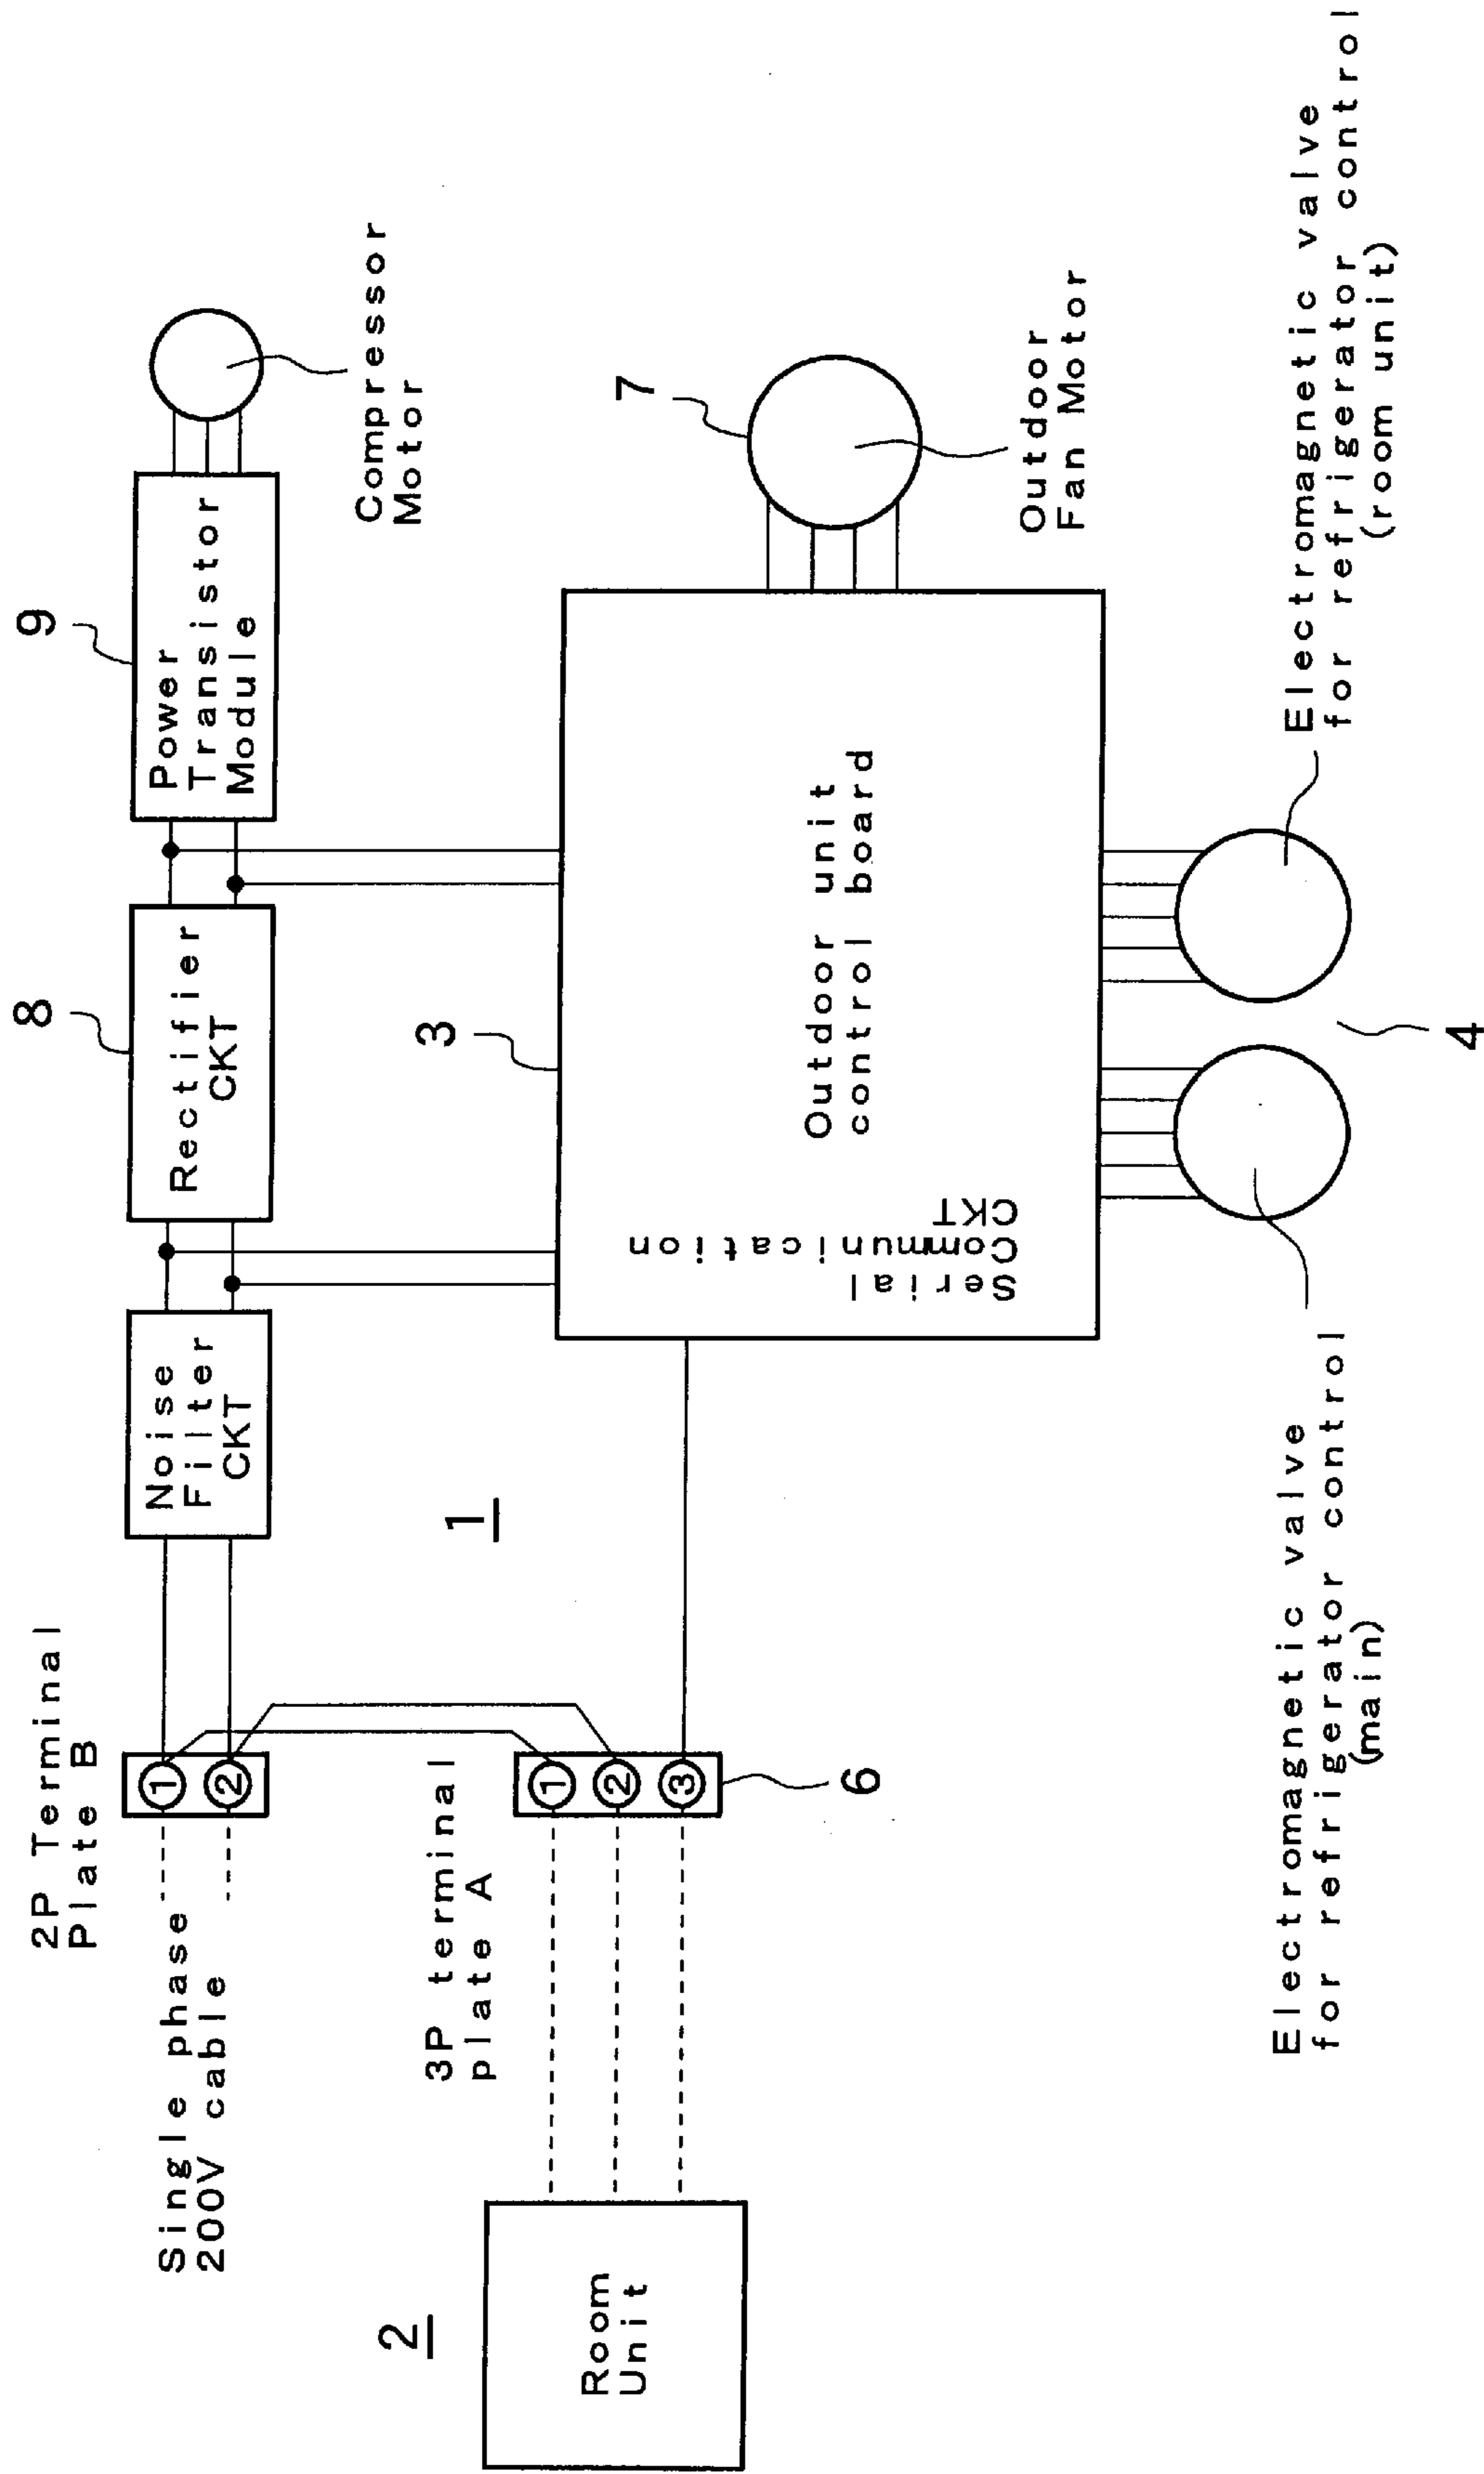 2P Terminal
Plate B
Single phase
200V cable
1
2
Noise
Filter
CKT
8
Rectifier
CKT
9
Power
Transistor
Module
Compressor
Motor
2
Room
Unit
3P terminal
plate A
1
2
3
6
1
3
Serial
Communication
CKT
Outdoor unit
control board
7
Outdoor
Fan Motor
Electromagnetic valve
for refrigerator control
(main)
4
Electromagnetic valve
for refrigerator control
(room unit)